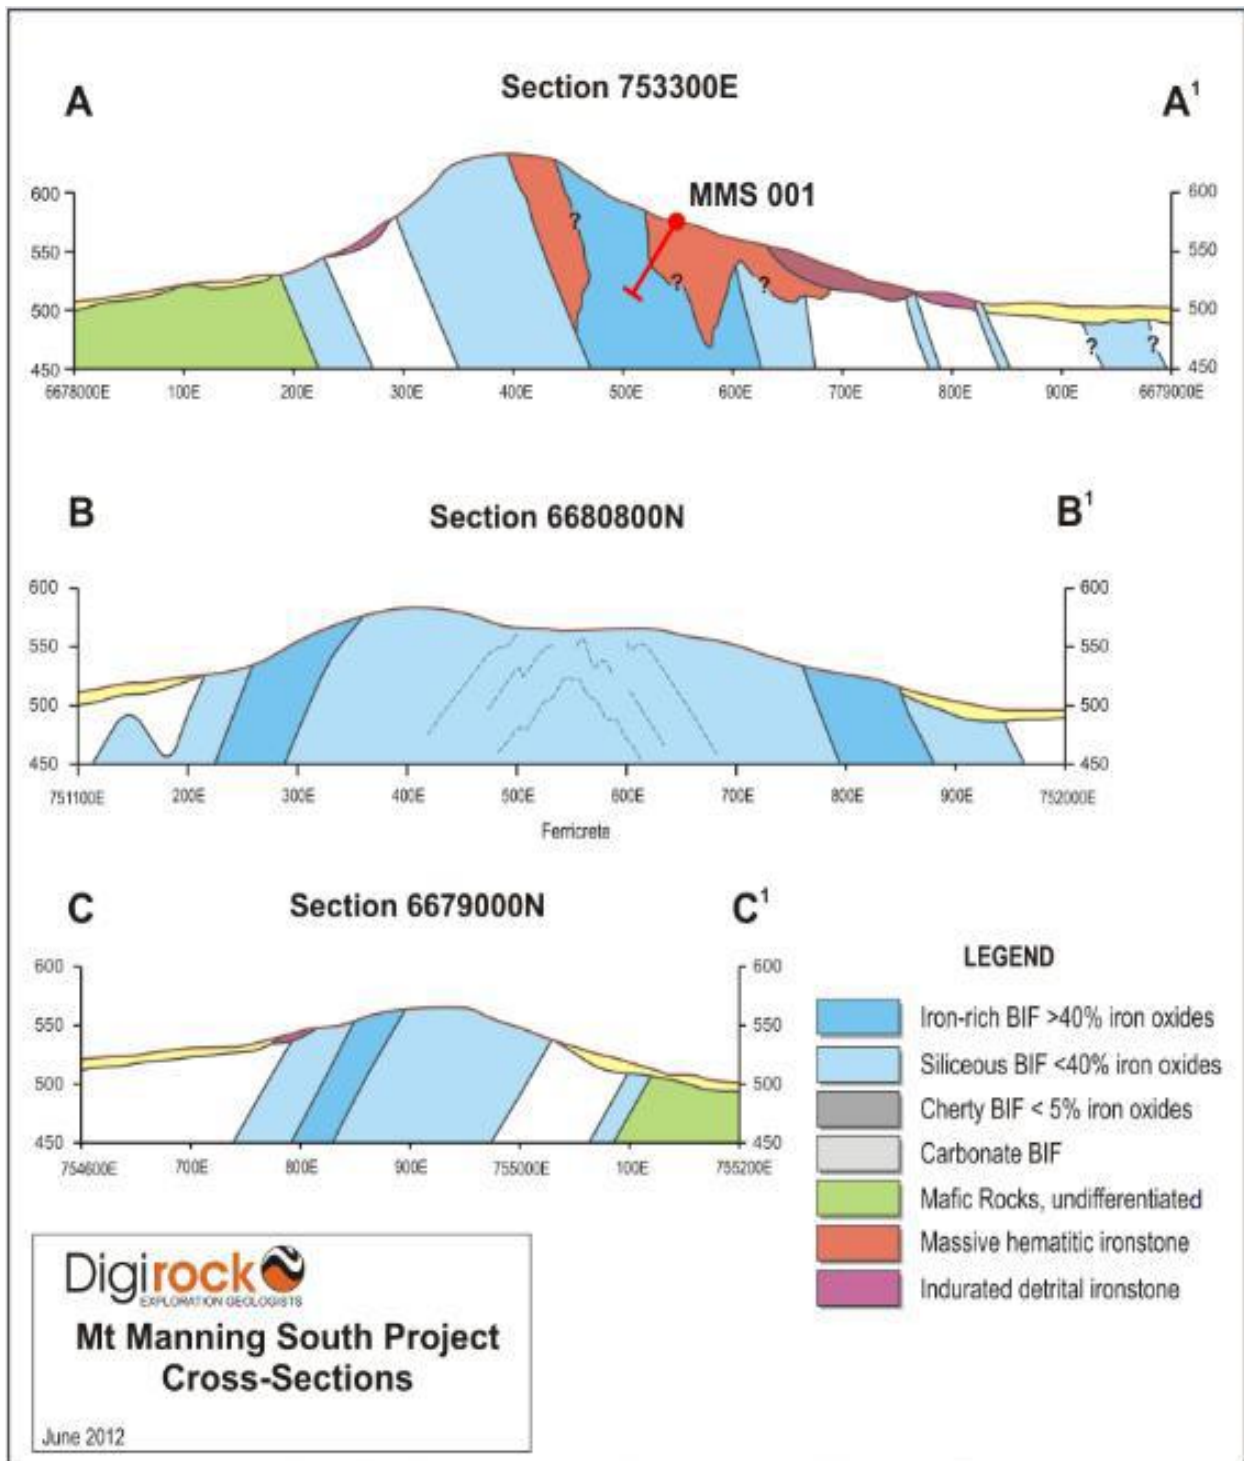 Section 753300E
A
A1
MMS 001
600
600
?
550
550
?
?
500
500
?
?
450
450
6678000E 100E 200E 300E 400E 500E 600E 700E 800E 900E 6679000E
B
Section 6680800N
B1
600
600
550
550
500
500
450
450
751100E 200E 300E 400E 500E 600E 700E 800E 900E 752000E
Ferricrete
C
Section 6679000N
C1
600
600
550
550
500
500
450
450
754600E 700E 800E 900E 755000E 100E 755200E
LEGEND
Iron-rich BIF >40% iron oxides
Siliceous BIF <40% iron oxides
Cherty BIF < 5% iron oxides
Carbonate BIF
Mafic Rocks, undifferentiated
Massive hematitic ironstone
Indurated detrital ironstone
Digirock
EXPLORATION GEOLOGISTS
Mt Manning South Project
Cross-Sections
June 2012